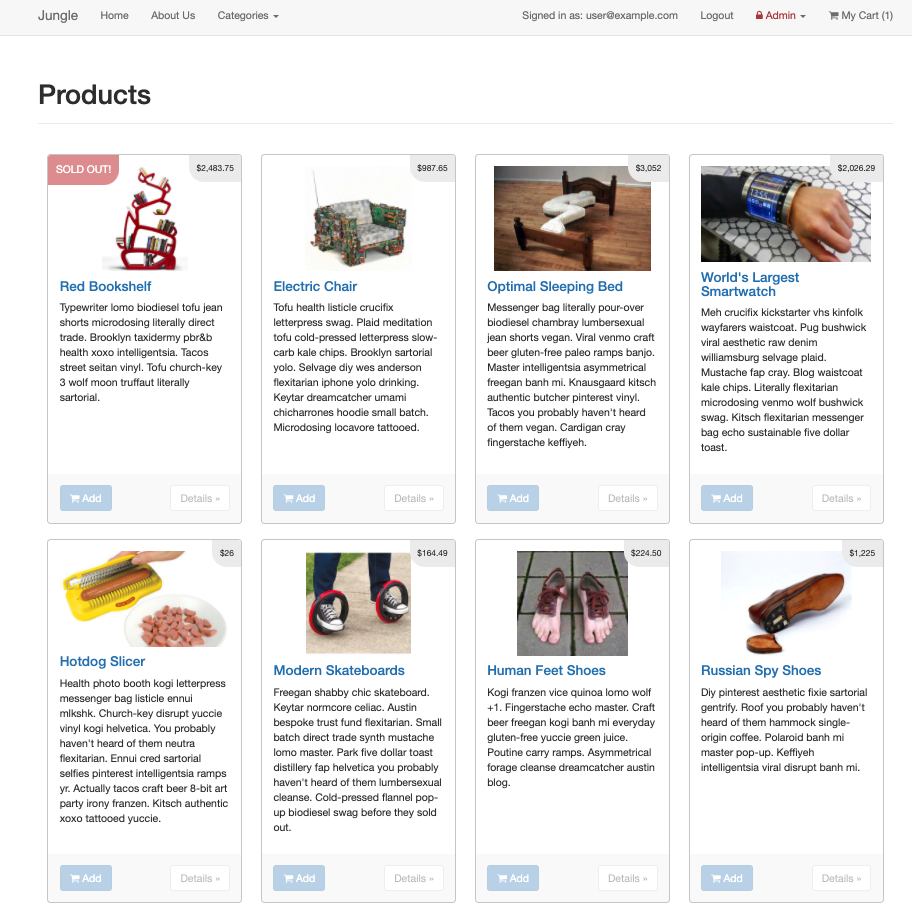 Jungle Home About Us Categories Signed in as: user@example.com Logout Admin My Cart (1)
Products
SOLD OUT!
$2,483.75
Red Bookshelf
Typewriter lomo biodiesel tofu jean
shorts microdosing literally direct
trade. Brooklyn taxidermy pbr&b
health xoxo intelligentsia. Tacos
street seitan vinyl. Tofu church-key
3 wolf moon truffaut literally
sartorial.
Add Details »
$987.65
Electric Chair
Tofu health listicle crucifix
letterpress swag. Plaid meditation
tofu cold-pressed letterpress slow-
carb kale chips. Brooklyn sartorial
yolo. Selvage diy wes anderson
flexitarian iphone yolo drinking.
Keytar dreamcatcher umami
chicharrones hoodie small batch.
Microdosing locavore tattooed.
Add Details »
$3,052
Optimal Sleeping Bed
Messenger bag literally pour-over
biodiesel chambray lumbersexual
jean shorts vegan. Viral venmo craft
beer gluten-free paleo ramps banjo.
Master intelligentsia asymmetrical
freegan banh mi. Knausgaard kitsch
authentic butcher pinterest vinyl.
Tacos you probably haven't heard
of them vegan. Cardigan cray
fingerstache keffiyeh.
Add Details »
$2,026.29
World's Largest
Smartwatch
Meh crucifix kickstarter vhs kinfolk
wayfarers waistcoat. Pug bushwick
viral aesthetic raw denim
williamsburg selvage plaid.
Mustache fap cray. Blog waistcoat
kale chips. Literally flexitarian
microdosing venmo wolf bushwick
swag. Kitsch flexitarian messenger
bag echo sustainable five dollar
toast.
Add Details »
$26
Hotdog Slicer
Health photo booth kogi letterpress
messenger bag listicle ennui
mlkshk. Church-key disrupt yuccie
vinyl kogi helvetica. You probably
haven't heard of them neutra
flexitarian. Ennui cred sartorial
selfies pinterest intelligentsia ramps
yr. Actually tacos craft beer 8-bit art
party irony franzen. Kitsch authentic
xoxo tattooed yuccie.
Add Details »
$164.49
Modern Skateboards
Freegan shabby chic skateboard.
Keytar normcore celiac. Austin
bespoke trust fund flexitarian. Small
batch direct trade synth mustache
lomo master. Park five dollar toast
distillery fap helvetica you probably
haven't heard of them lumbersexual
cleanse. Cold-pressed flannel pop-
up biodiesel swag before they sold
out.
Add Details »
$224.50
Human Feet Shoes
Kogi franzen vice quinoa lomo wolf
+1. Fingerstache echo master. Craft
beer freegan kogi banh mi everyday
gluten-free yuccie green juice.
Poutine carry ramps. Asymmetrical
forage cleanse dreamcatcher austin
blog.
Add Details »
$1,225
Russian Spy Shoes
Diy pinterest aesthetic fixie sartorial
gentrify. Roof you probably haven't
heard of them hammock single-
origin coffee. Polaroid banh mi
master pop-up. Keffiyeh
intelligentsia viral disrupt banh mi.
Add Details »